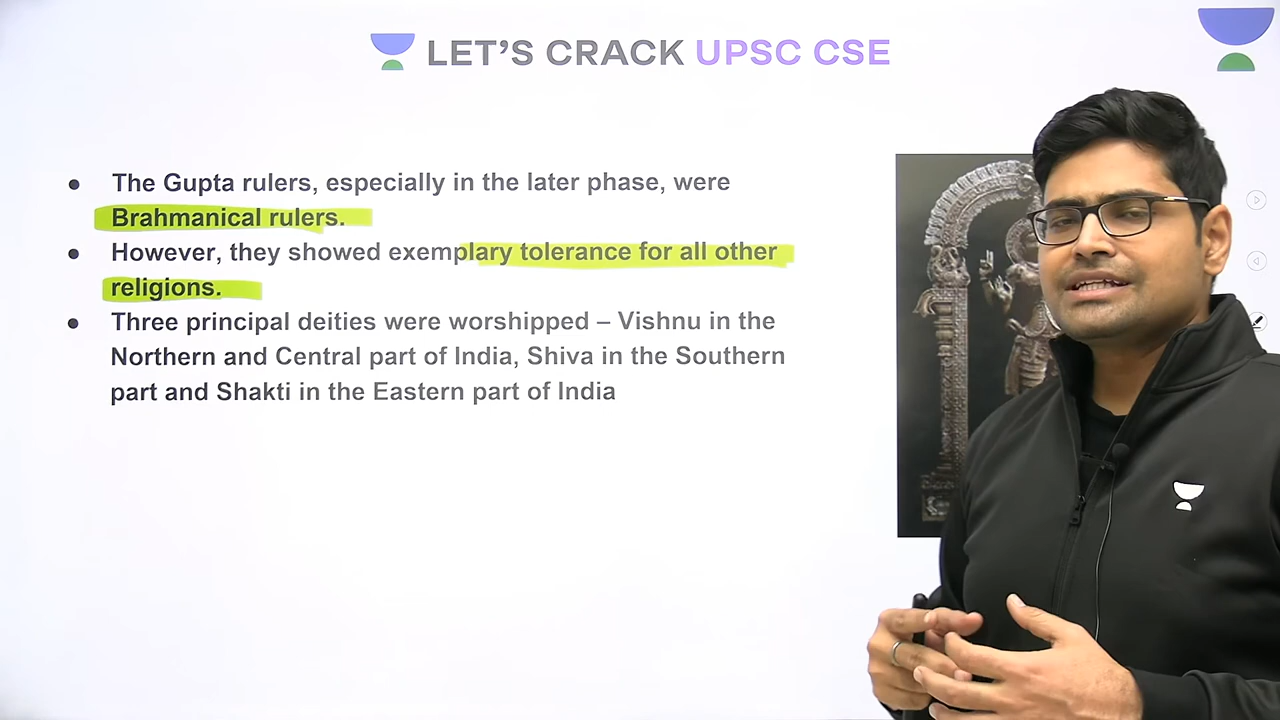 LET'S CRACK UPSC CSE
● The Gupta rulers, especially in the later phase, were
Brahmanical rulers.
● However, they showed exemplary tolerance for all other
religions.
● Three principal deities were worshipped – Vishnu in the
Northern and Central part of India, Shiva in the Southern
part and Shakti in the Eastern part of India